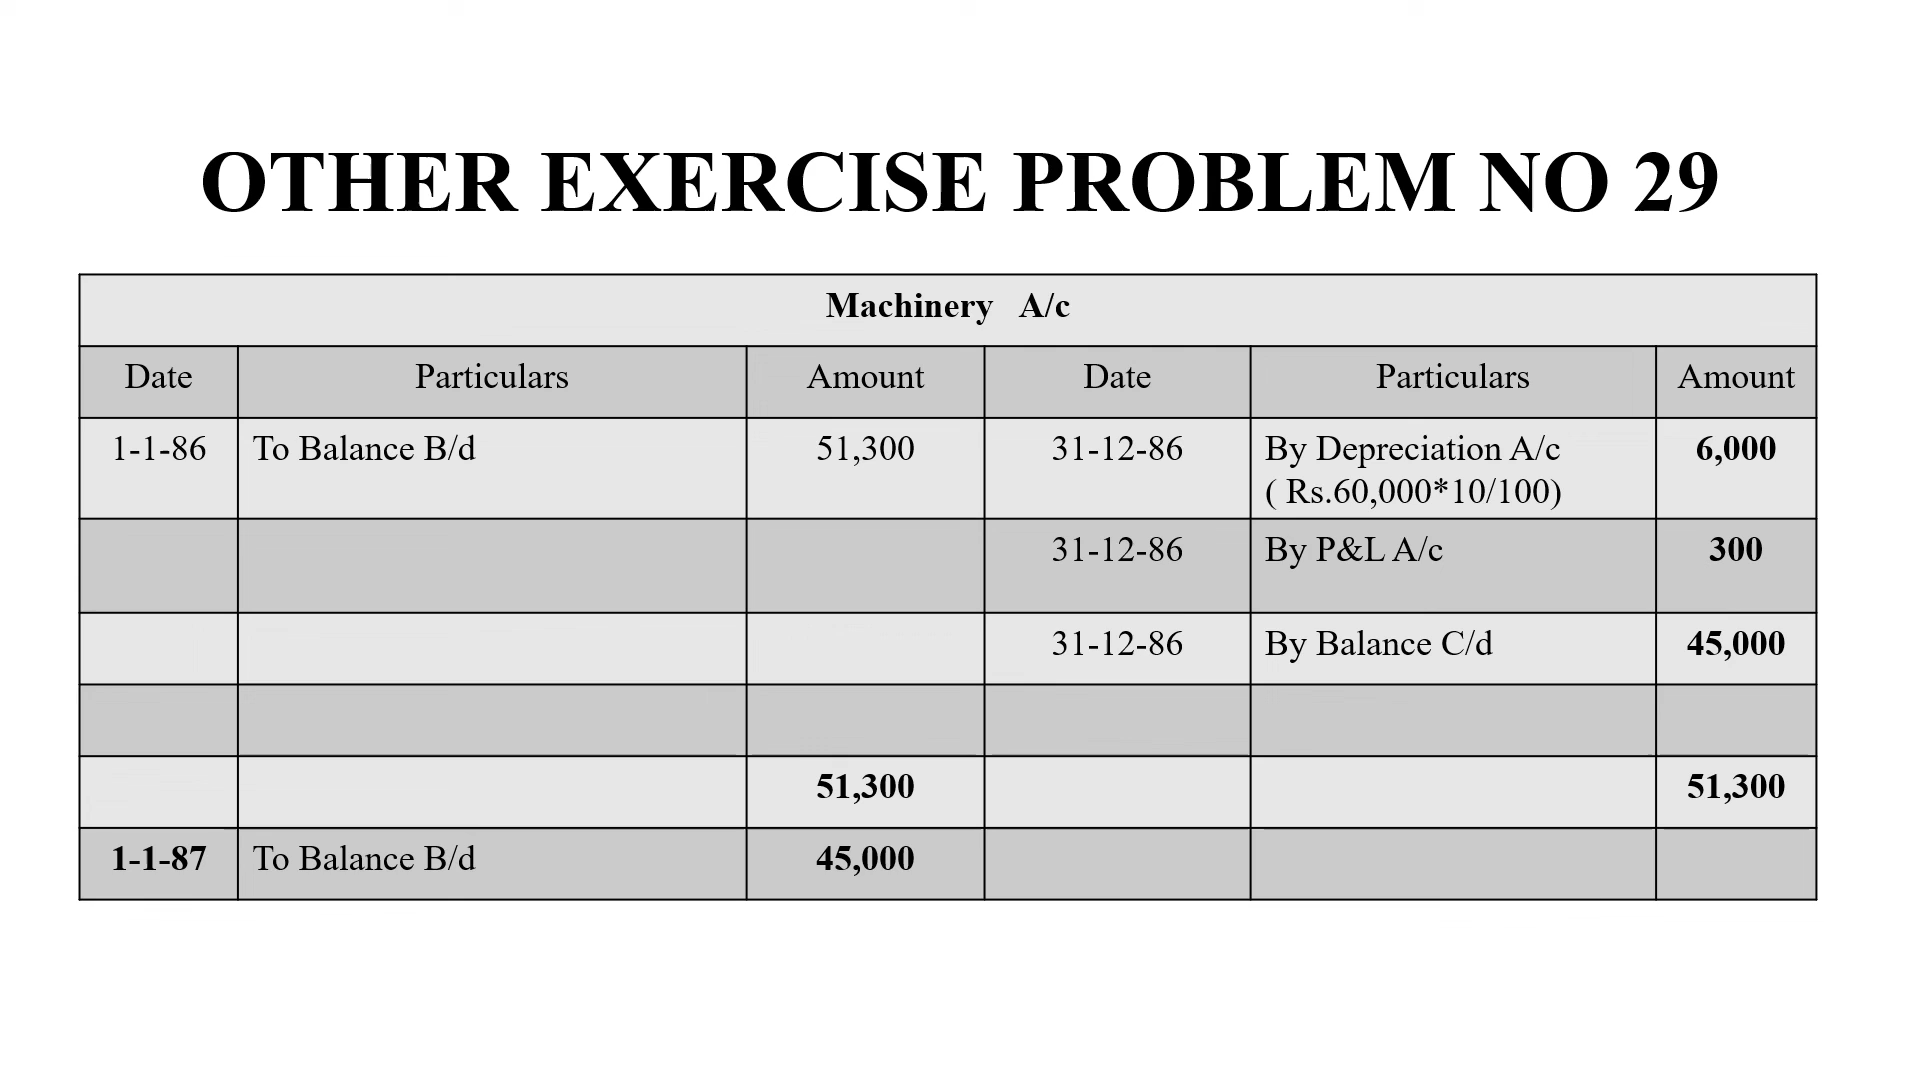 OTHER EXERCISE PROBLEM NO 29
Machinery A/c
Date Particulars Amount Date Particulars Amount
1-1-86 To Balance B/d 51,300 31-12-86 By Depreciation A/c 6,000
( Rs.60,000*10/100)
31-12-86 By P&L A/c 300
31-12-86 By Balance C/d 45,000
51,300 51,300
1-1-87 To Balance B/d 45,000